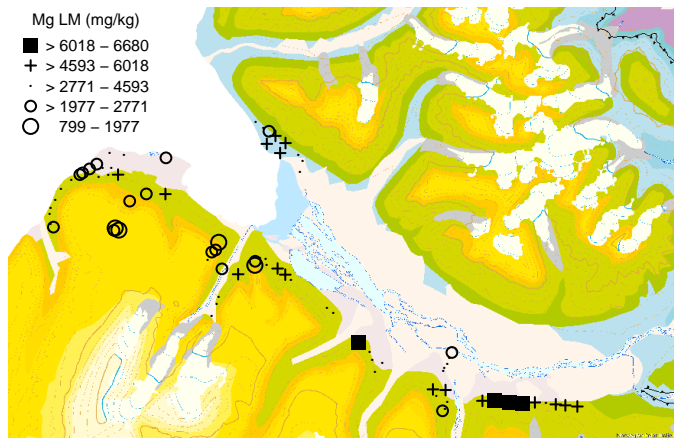 Mg LM (mg/kg)
> 6018 – 6680
> 4593 – 6018
> 2771 – 4593
> 1977 – 2771
799 – 1977